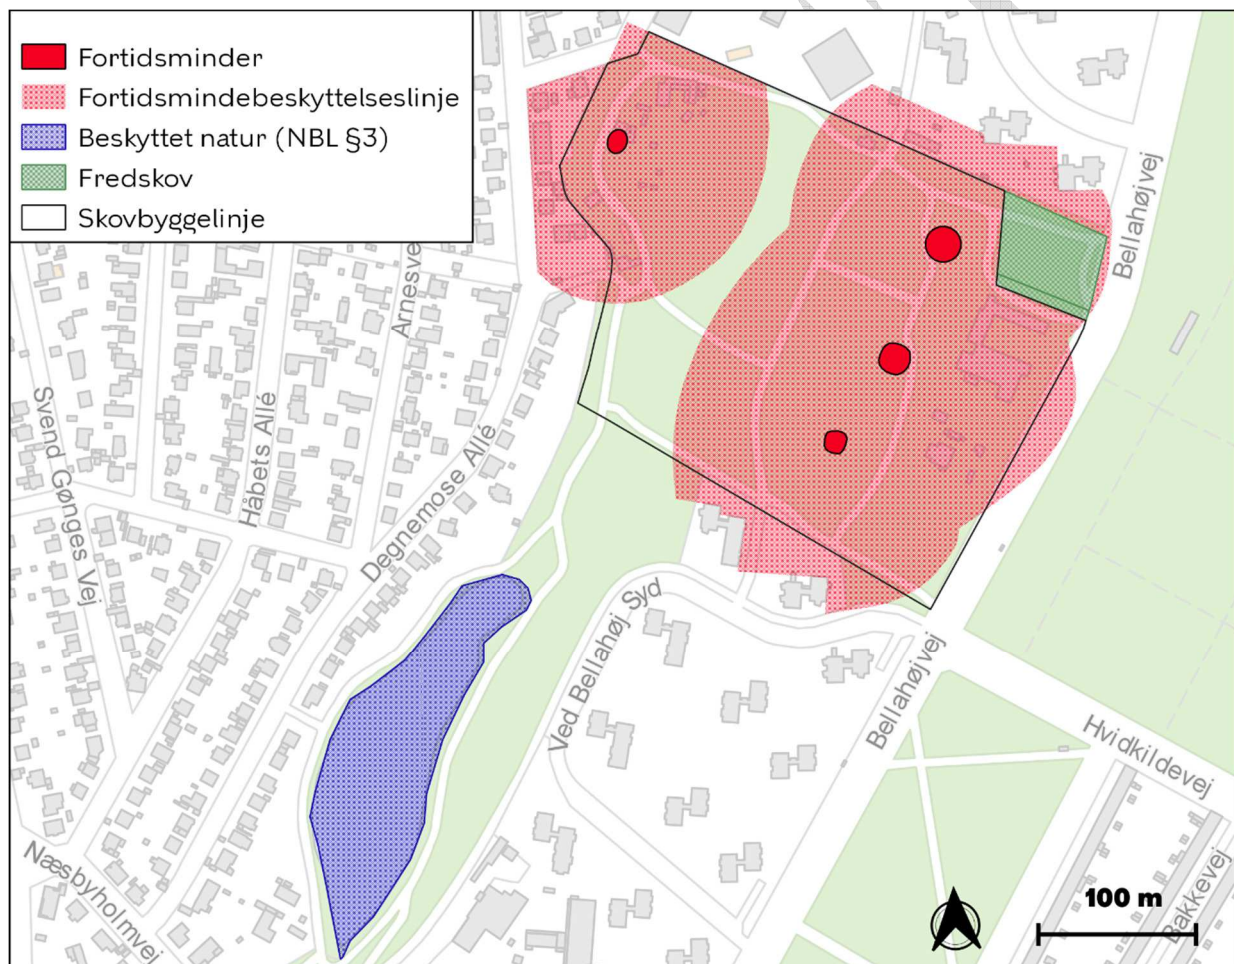 Fortidsminder
Fortidsmindebeskyttelseslinje
Beskyttet natur (NBL §3)
Fredskov
Skovbyggelinje
Bellahøjvej
Arnesve
Svend Gønges Vej
Håbets Allé
Degnemose Allé
Ved Bellahøj Syd
Bellahøjvej
Hvidkildevej
Næsbyholmvej
Bakkevej
100 m